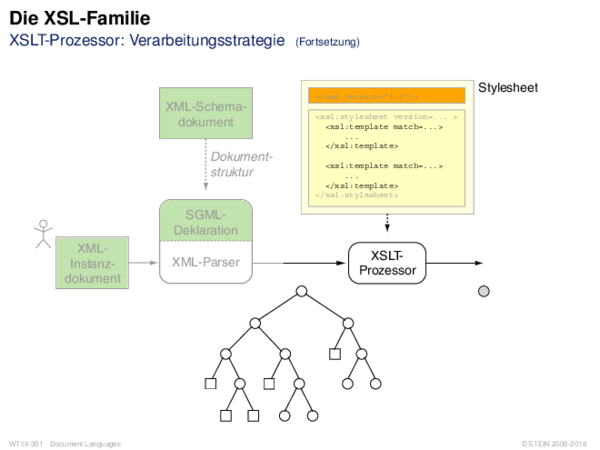 Die XSL-Familie
XSLT-Prozessor: Verarbeitungsstrategie (Fortsetzung)
XML-Schema-
dokument
Dokument-
struktur
Stylesheet
<?xml version="1.0"?>
<xsl:stylesheet version=... >
<xsl:template match=...>
...
</xsl:template>
<xsl:template match=...>
...
</xsl:template>
</xsl:stylesheet>
SGML-
Deklaration
XML-Parser
XML-
Instanz-
dokument
XSLT-
Prozessor
WT:III-351 Document Languages
© STEIN 2005-2018